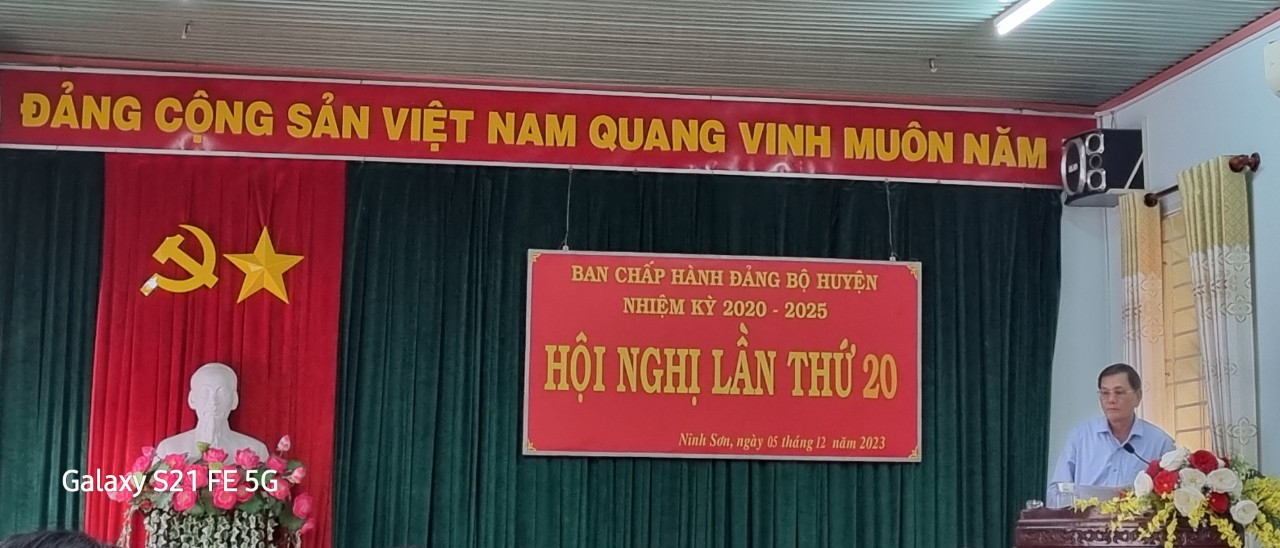 ĐẢNG CỘNG SẢN VIỆT NAM QUANG VINH MUÔN NĂM
BAN CHẤP HÀNH ĐẢNG BỘ HUYỆN
NHIỆM KỲ 2020 - 2025
HỘI NGHỊ LẦN THỨ 20
Ninh Sơn, ngày 05 tháng 12 năm 2023
Galaxy S21 FE 5G